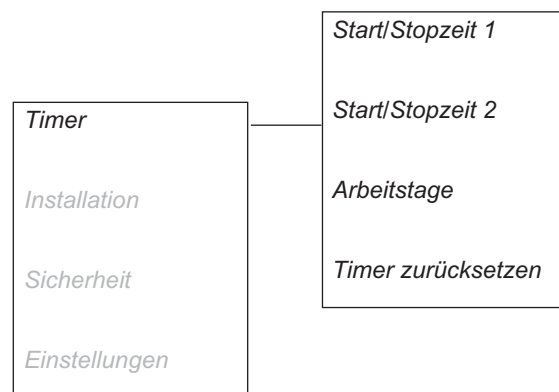 Timer
Installation
Sicherheit
Einstellungen
Start/Stopzeit 1
Start/Stopzeit 2
Arbeitstage
Timer zurücksetzen